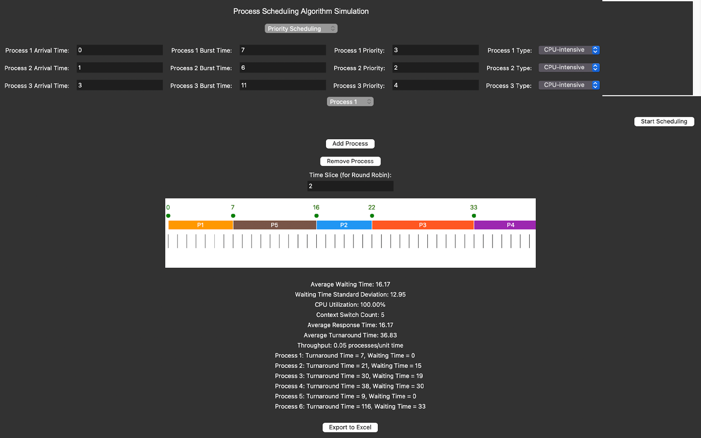 Process Scheduling Algorithm Simulation
Priority Scheduling
Process 1 Arrival Time: 0 Process 1 Burst Time: 7 Process 1 Priority: 3 Process 1 Type: CPU-intensive
Process 2 Arrival Time: 1 Process 2 Burst Time: 6 Process 2 Priority: 2 Process 2 Type: CPU-intensive
Process 3 Arrival Time: 3 Process 3 Burst Time: 11 Process 3 Priority: 4 Process 3 Type: CPU-intensive
Process 1
Start Scheduling
Add Process
Remove Process
Time Slice (for Round Robin):
2
0 7 16 22 33
P1 P5 P2 P3 P4
Average Waiting Time: 16.17
Waiting Time Standard Deviation: 12.95
CPU Utilization: 100.00%
Context Switch Count: 5
Average Response Time: 16.17
Average Turnaround Time: 36.83
Throughput: 0.05 processes/unit time
Process 1: Turnaround Time = 7, Waiting Time = 0
Process 2: Turnaround Time = 21, Waiting Time = 15
Process 3: Turnaround Time = 30, Waiting Time = 19
Process 4: Turnaround Time = 38, Waiting Time = 30
Process 5: Turnaround Time = 9, Waiting Time = 0
Process 6: Turnaround Time = 116, Waiting Time = 33
Export to Excel